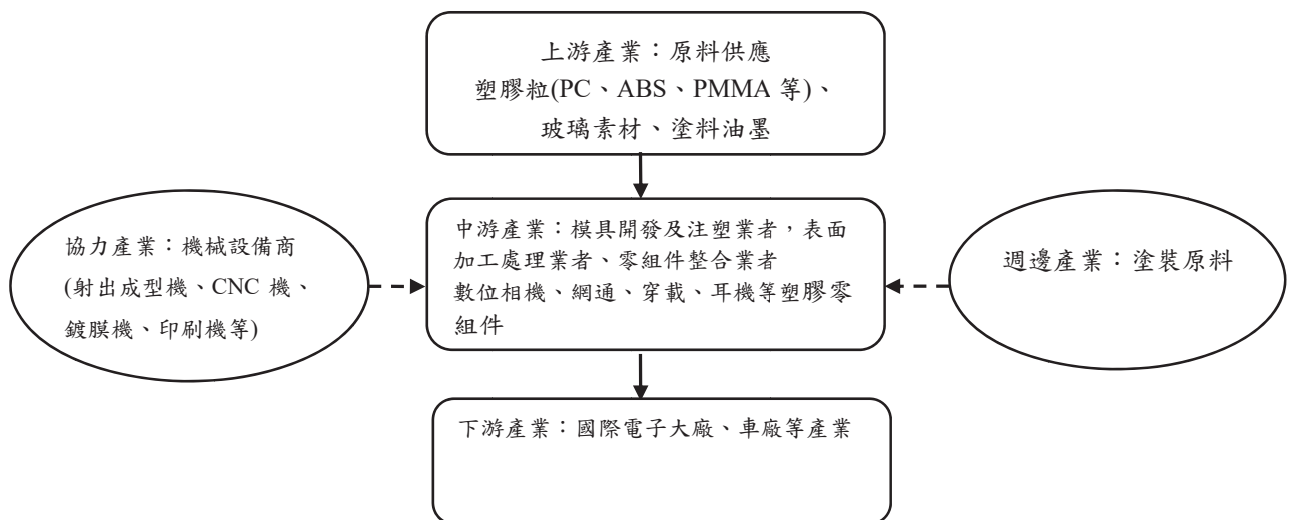 上游產業：原料供應
塑膠粒(PC、ABS、PMMA 等)、
玻璃素材、塗料油墨
協力產業：機械設備商
(射出成型機、CNC 機、
鍍膜機、印刷機等)
中游產業：模具開發及注塑業者，表面
加工處理業者、零組件整合業者
數位相機、網通、穿載、耳機等塑膠零
組件
週邊產業：塗裝原料
下游產業：國際電子大廠、車廠等產業